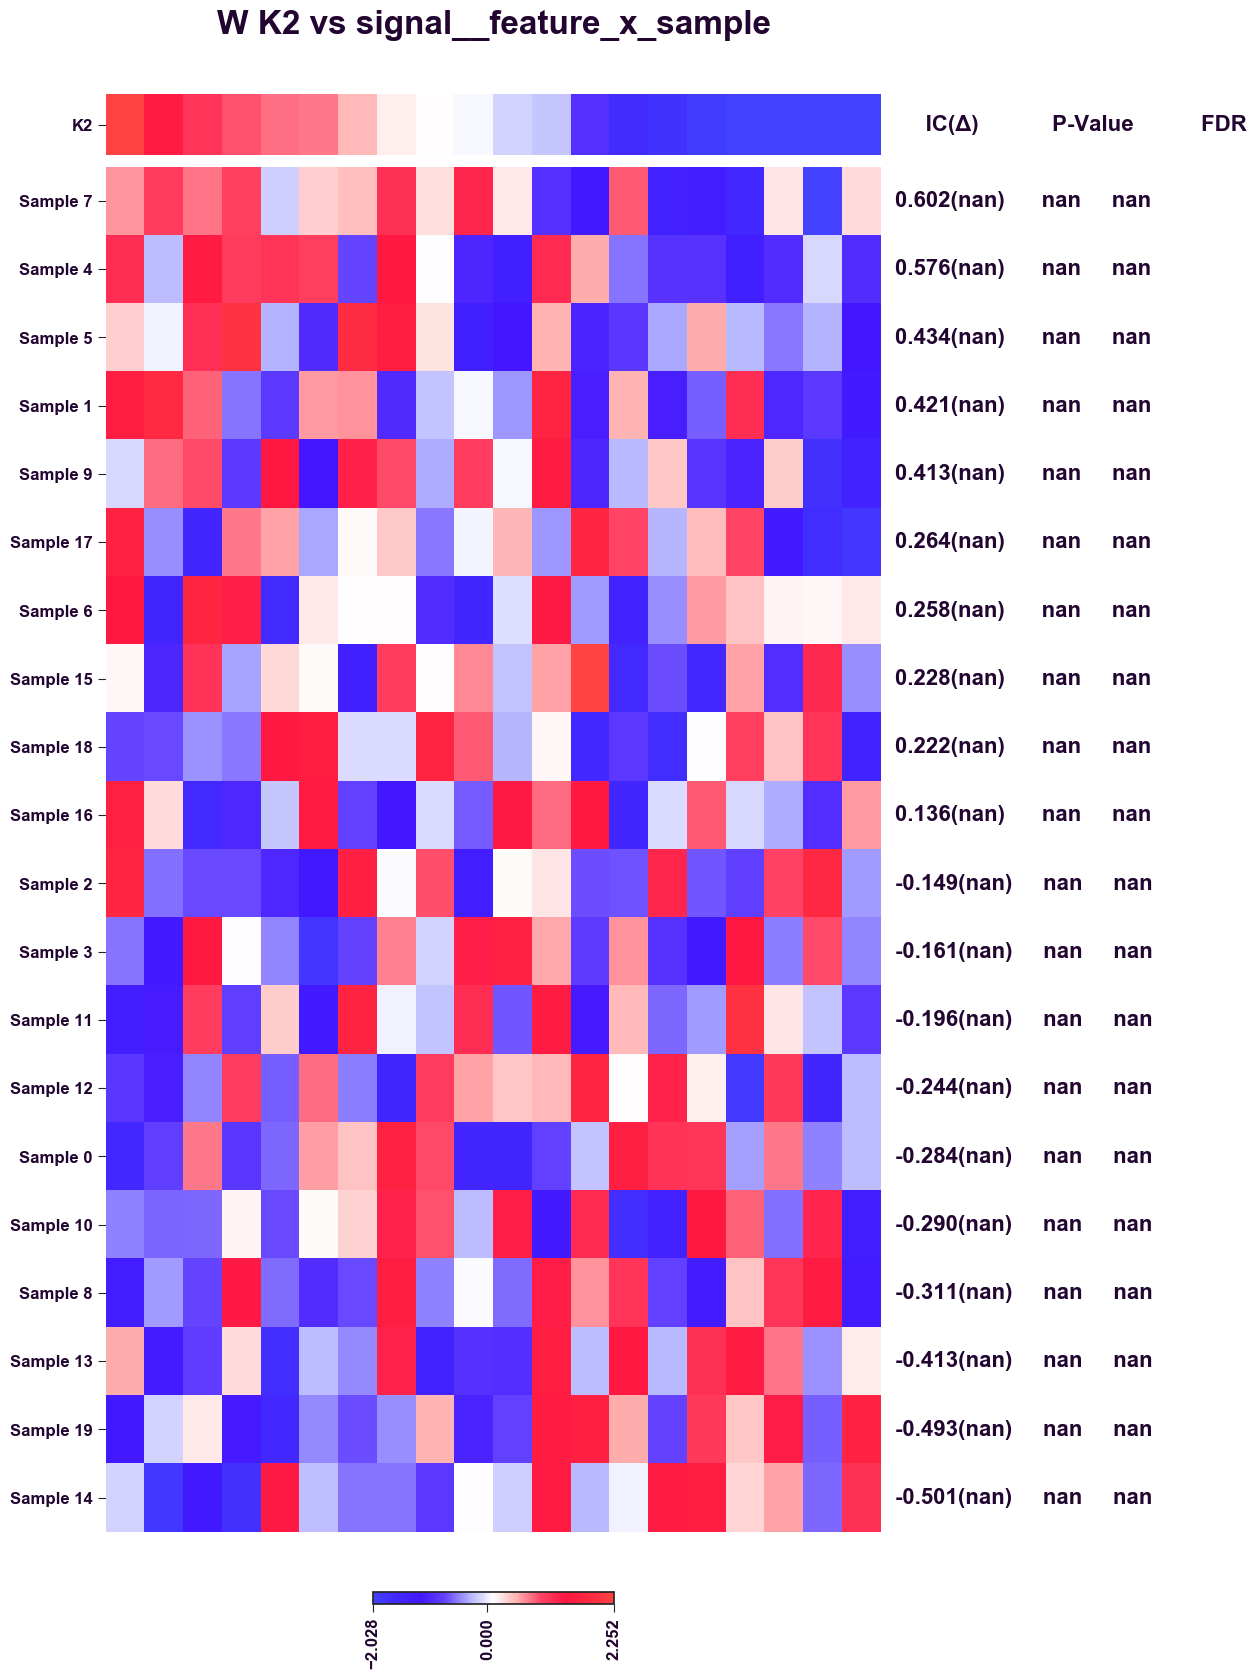 W K2 vs signal__feature_x_sample
K2 IC(Δ) P-Value FDR
Sample 7 0.602(nan) nan nan
Sample 4 0.576(nan) nan nan
Sample 5 0.434(nan) nan nan
Sample 1 0.421(nan) nan nan
Sample 9 0.413(nan) nan nan
Sample 17 0.264(nan) nan nan
Sample 6 0.258(nan) nan nan
Sample 15 0.228(nan) nan nan
Sample 18 0.222(nan) nan nan
Sample 16 0.136(nan) nan nan
Sample 2 -0.149(nan) nan nan
Sample 3 -0.161(nan) nan nan
Sample 11 -0.196(nan) nan nan
Sample 12 -0.244(nan) nan nan
Sample 0 -0.284(nan) nan nan
Sample 10 -0.290(nan) nan nan
Sample 8 -0.311(nan) nan nan
Sample 13 -0.413(nan) nan nan
Sample 19 -0.493(nan) nan nan
Sample 14 -0.501(nan) nan nan
−2.028
0.000
2.252